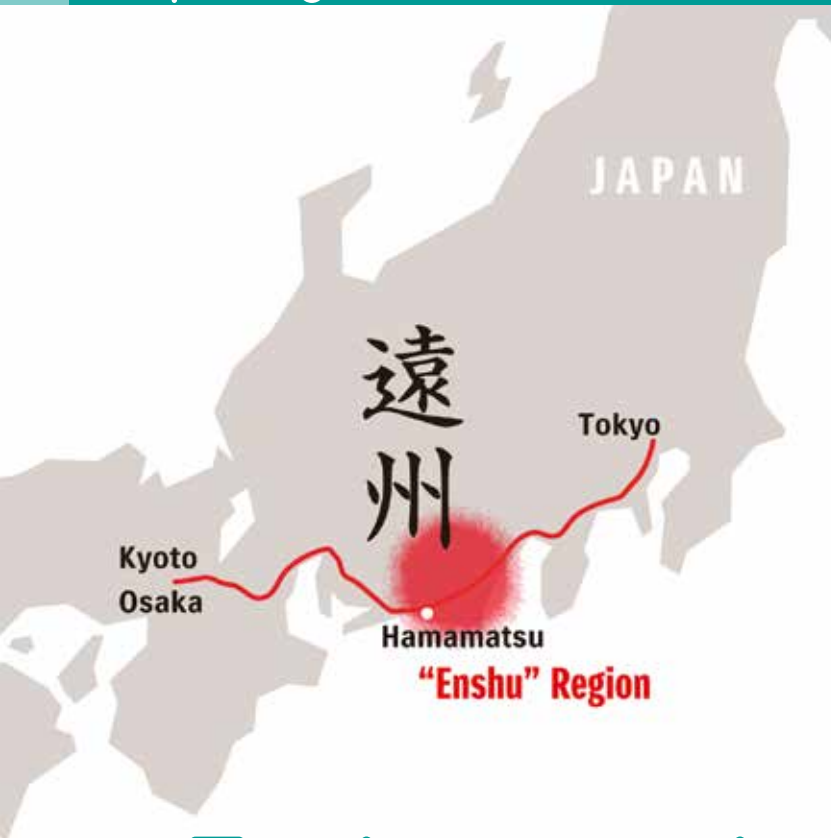 JAPAN
遠
州
Tokyo
Kyoto
Osaka
Hamamatsu
“Enshu” Region